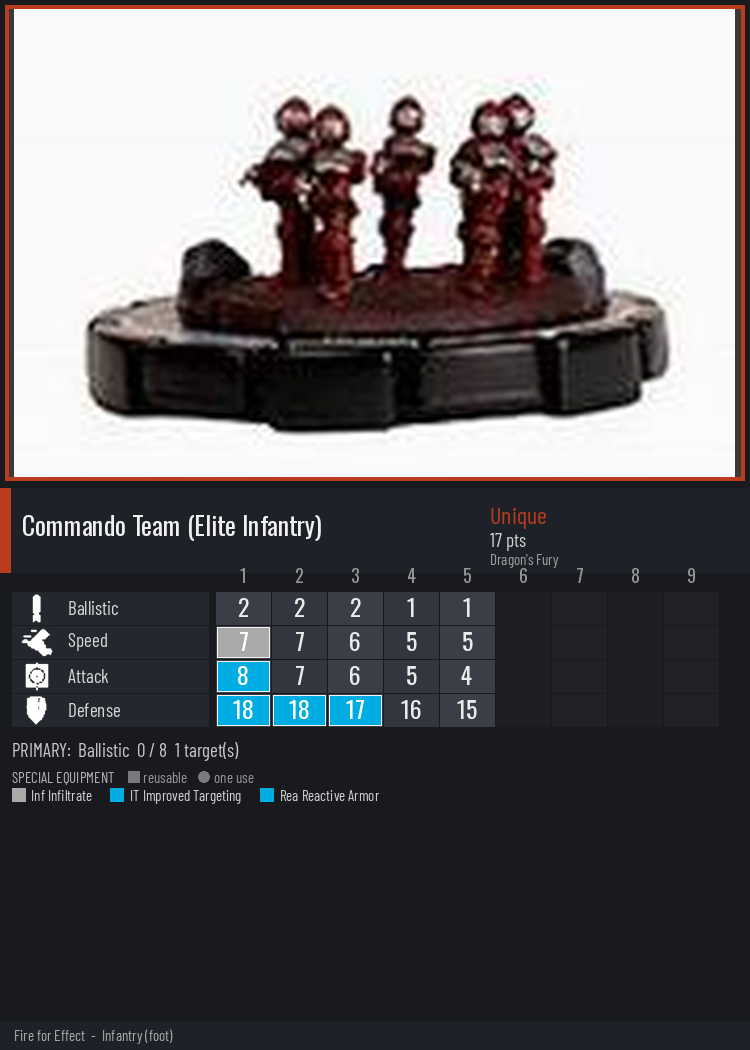 Commando Team (Elite Infantry)
Unique
17 pts
Dragon's Fury
1 2 3 4 5 6 7 8 9
Ballistic 2 2 2 1 1
Speed 7 7 6 5 5
Attack 8 7 6 5 4
Defense 18 18 17 16 15
PRIMARY: Ballistic 0 / 8 1 target(s)
SPECIAL EQUIPMENT reusable one use
Inf Infiltrate IT Improved Targeting Rea Reactive Armor
Fire for Effect - Infantry (foot)